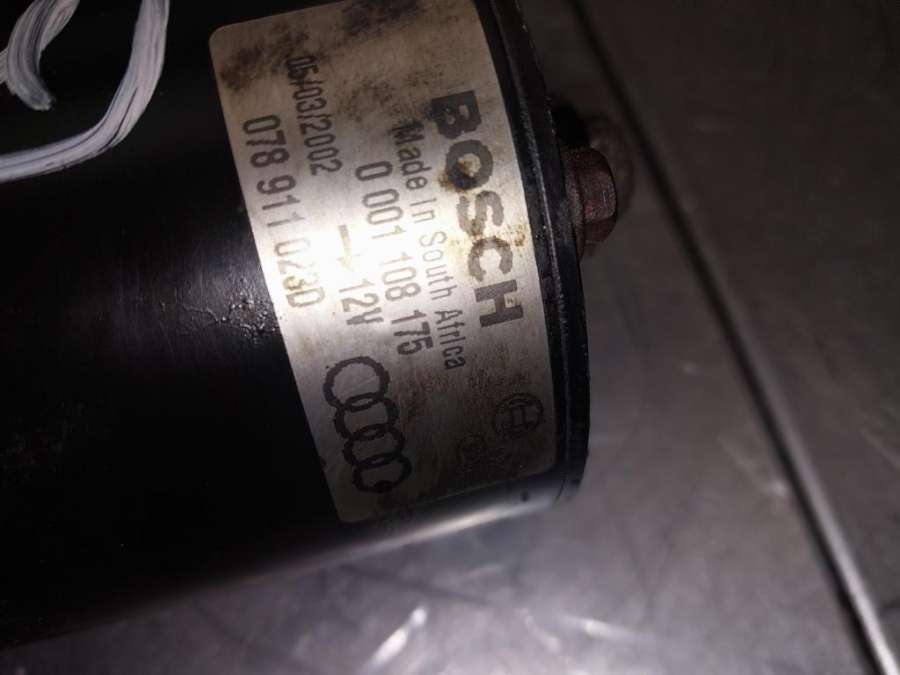 BOSCH
Made in South Africa
0 001 108 175
12V
05/03/2002
078 911 023D